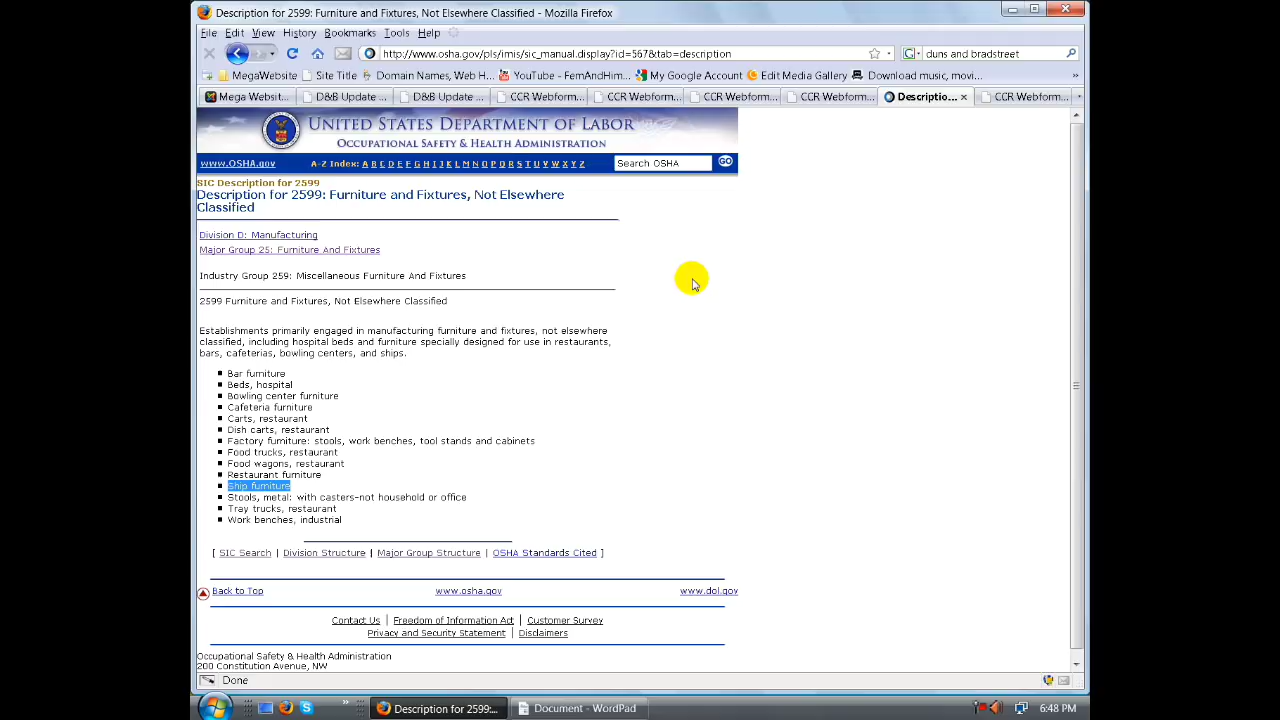 Description for 2599: Furniture and Fixtures, Not Elsewhere Classified - Mozilla Firefox
File Edit View History Bookmarks Tools Help
http://www.osha.gov/pls/imis/sic_manual.display?id=567&tab=description
duns and bradstreet
MegaWebsite Site Title Domain Names, Web H... YouTube - FemAndHim... My Google Account Edit Media Gallery Download music, movi... »
Mega Websit... D&B Update ... D&B Update ... CCR Webform... CCR Webform... CCR Webform... CCR Webform... Descriptio... CCR Webform...
UNITED STATES DEPARTMENT OF LABOR
OCCUPATIONAL SAFETY & HEALTH ADMINISTRATION
www.OSHA.gov A-Z Index: A B C D E F G H I J K L M N O P Q R S T U V W X Y Z Search OSHA GO
SIC Description for 2599
Description for 2599: Furniture and Fixtures, Not Elsewhere
Classified
Division D: Manufacturing
Major Group 25: Furniture And Fixtures
Industry Group 259: Miscellaneous Furniture And Fixtures
2599 Furniture and Fixtures, Not Elsewhere Classified
Establishments primarily engaged in manufacturing furniture and fixtures, not elsewhere
classified, including hospital beds and furniture specially designed for use in restaurants,
bars, cafeterias, bowling centers, and ships.
Bar furniture
Beds, hospital
Bowling center furniture
Cafeteria furniture
Carts, restaurant
Dish carts, restaurant
Factory furniture: stools, work benches, tool stands and cabinets
Food trucks, restaurant
Food wagons, restaurant
Restaurant furniture
Ship furniture
Stools, metal: with casters-not household or office
Tray trucks, restaurant
Work benches, industrial
[ SIC Search | Division Structure | Major Group Structure | OSHA Standards Cited ]
Back to Top www.osha.gov www.dol.gov
Contact Us | Freedom of Information Act | Customer Survey
Privacy and Security Statement | Disclaimers
Occupational Safety & Health Administration
200 Constitution Avenue, NW
Done
» Description for 2599:... Document - WordPad 6:48 PM